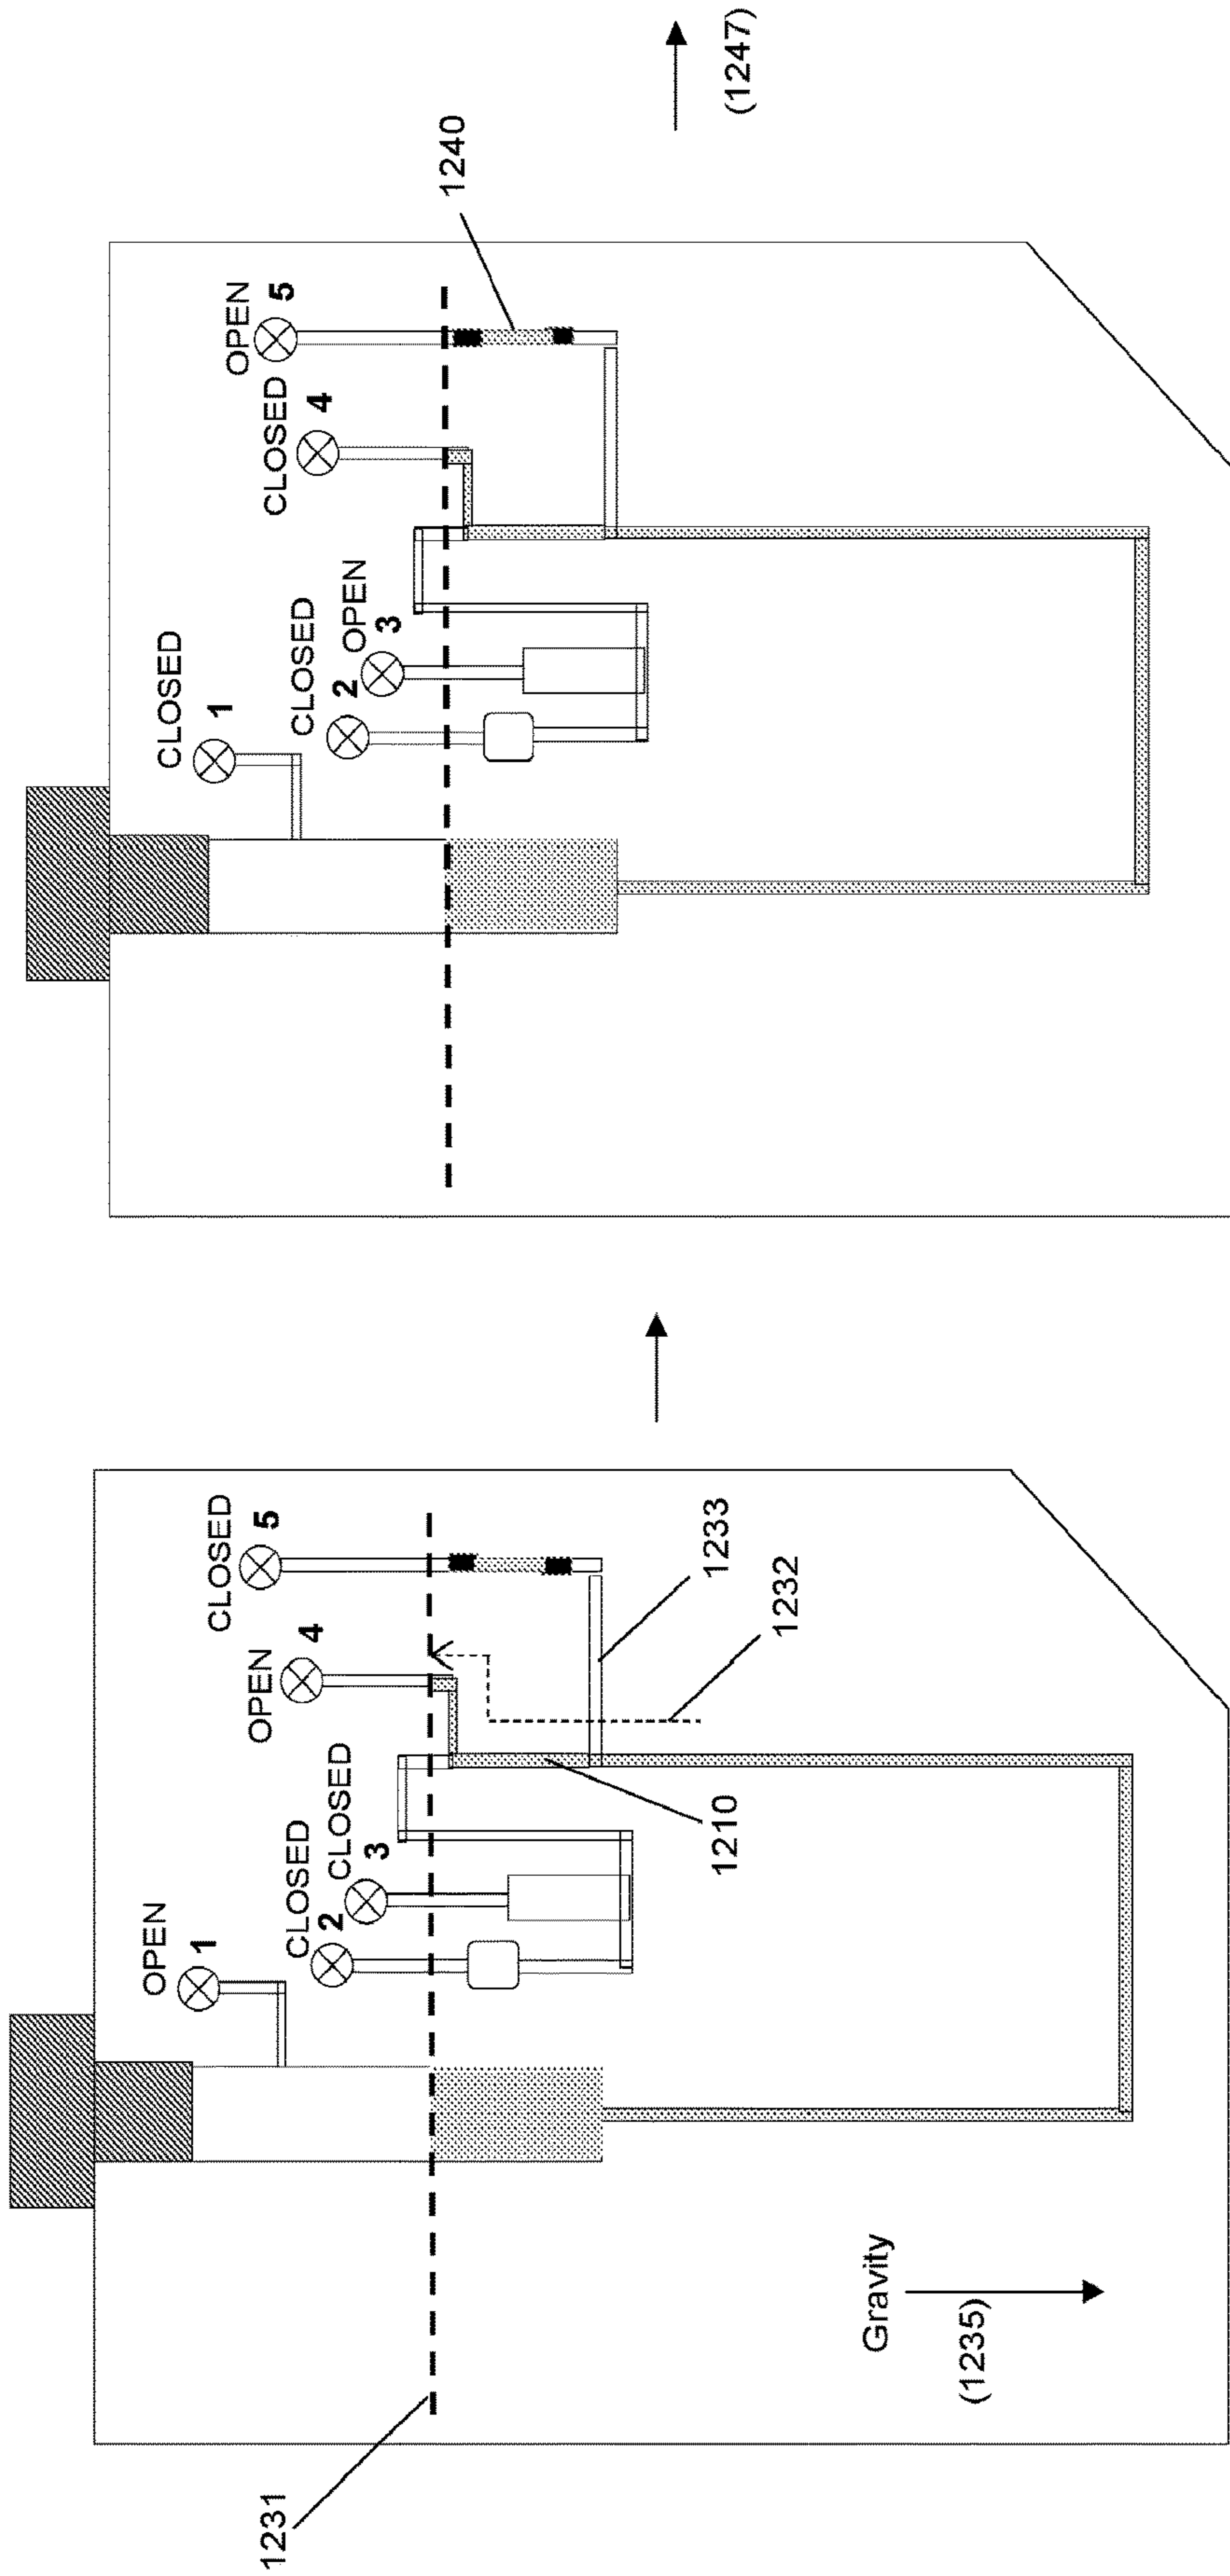 1231
OPEN
1
CLOSED
2
CLOSED
3
OPEN
4
CLOSED
5
1210
1233
1232
Gravity
(1235)
CLOSED
1
CLOSED
2
OPEN
3
CLOSED
4
OPEN
5
1240
(1247)